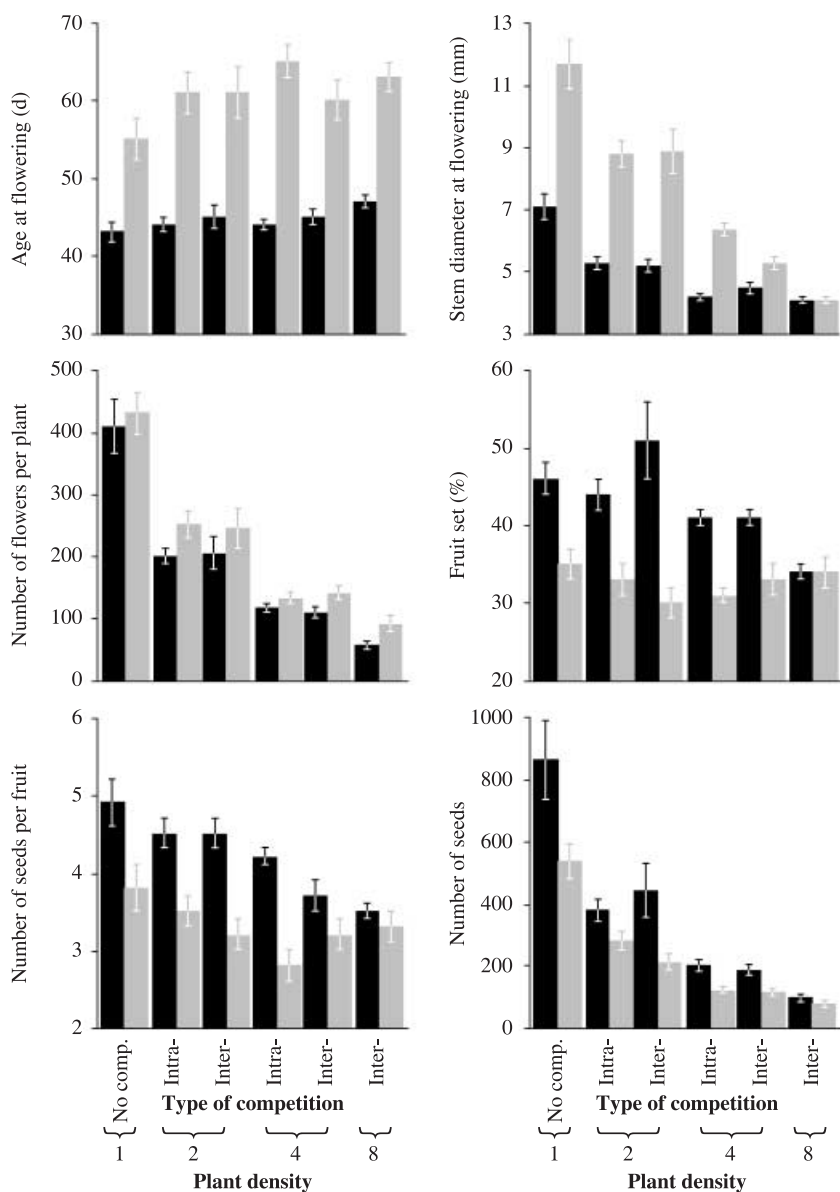 Age at flowering (d)
70
60
50
40
30
Stem diameter at flowering (mm)
13
11
9
7
5
3
Number of flowers per plant
500
400
300
200
100
0
Fruit set (%)
60
50
40
30
20
Number of seeds per fruit
6
5
4
3
2
Number of seeds
1000
800
600
400
200
0
No comp.
Intra-
Inter-
Intra-
Inter-
Inter-
Type of competition
1
2
4
8
Plant density
No comp.
Intra-
Inter-
Intra-
Inter-
Inter-
Type of competition
1
2
4
8
Plant density